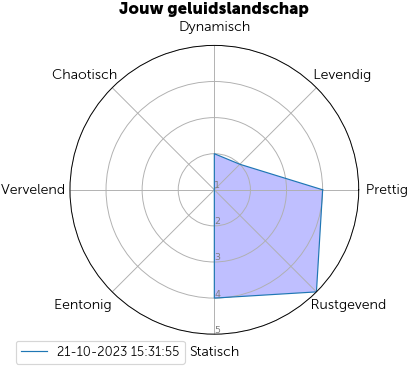 Jouw geluidslandschap
Dynamisch
Chaotisch
Levendig
Vervelend
1
Prettig
2
3
4
Eentonig
Rustgevend
5
21-10-2023 15:31:55
Statisch